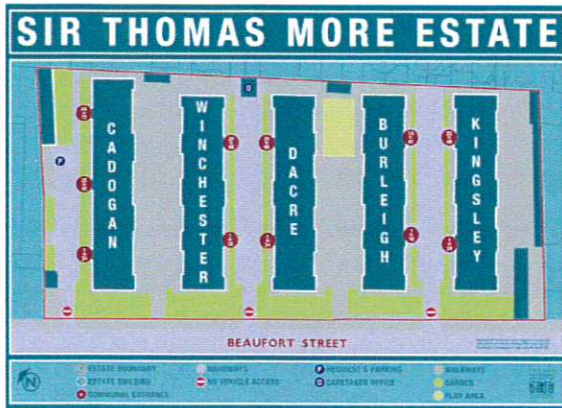 SIR THOMAS MORE ESTATE
CADOGAN
WINCHESTER
DACRE
BURLEIGH
KINGSLEY
P
BEAUFORT STREET
ESTATE BOUNDARY
ESTATE BUILDING
COMMUNAL ENTRANCE
ROADWAYS
NO VEHICLE ACCESS
RESIDENT'S PARKING
CARETAKER OFFICE
WALKWAYS
GARDEN
PLAY AREA
N